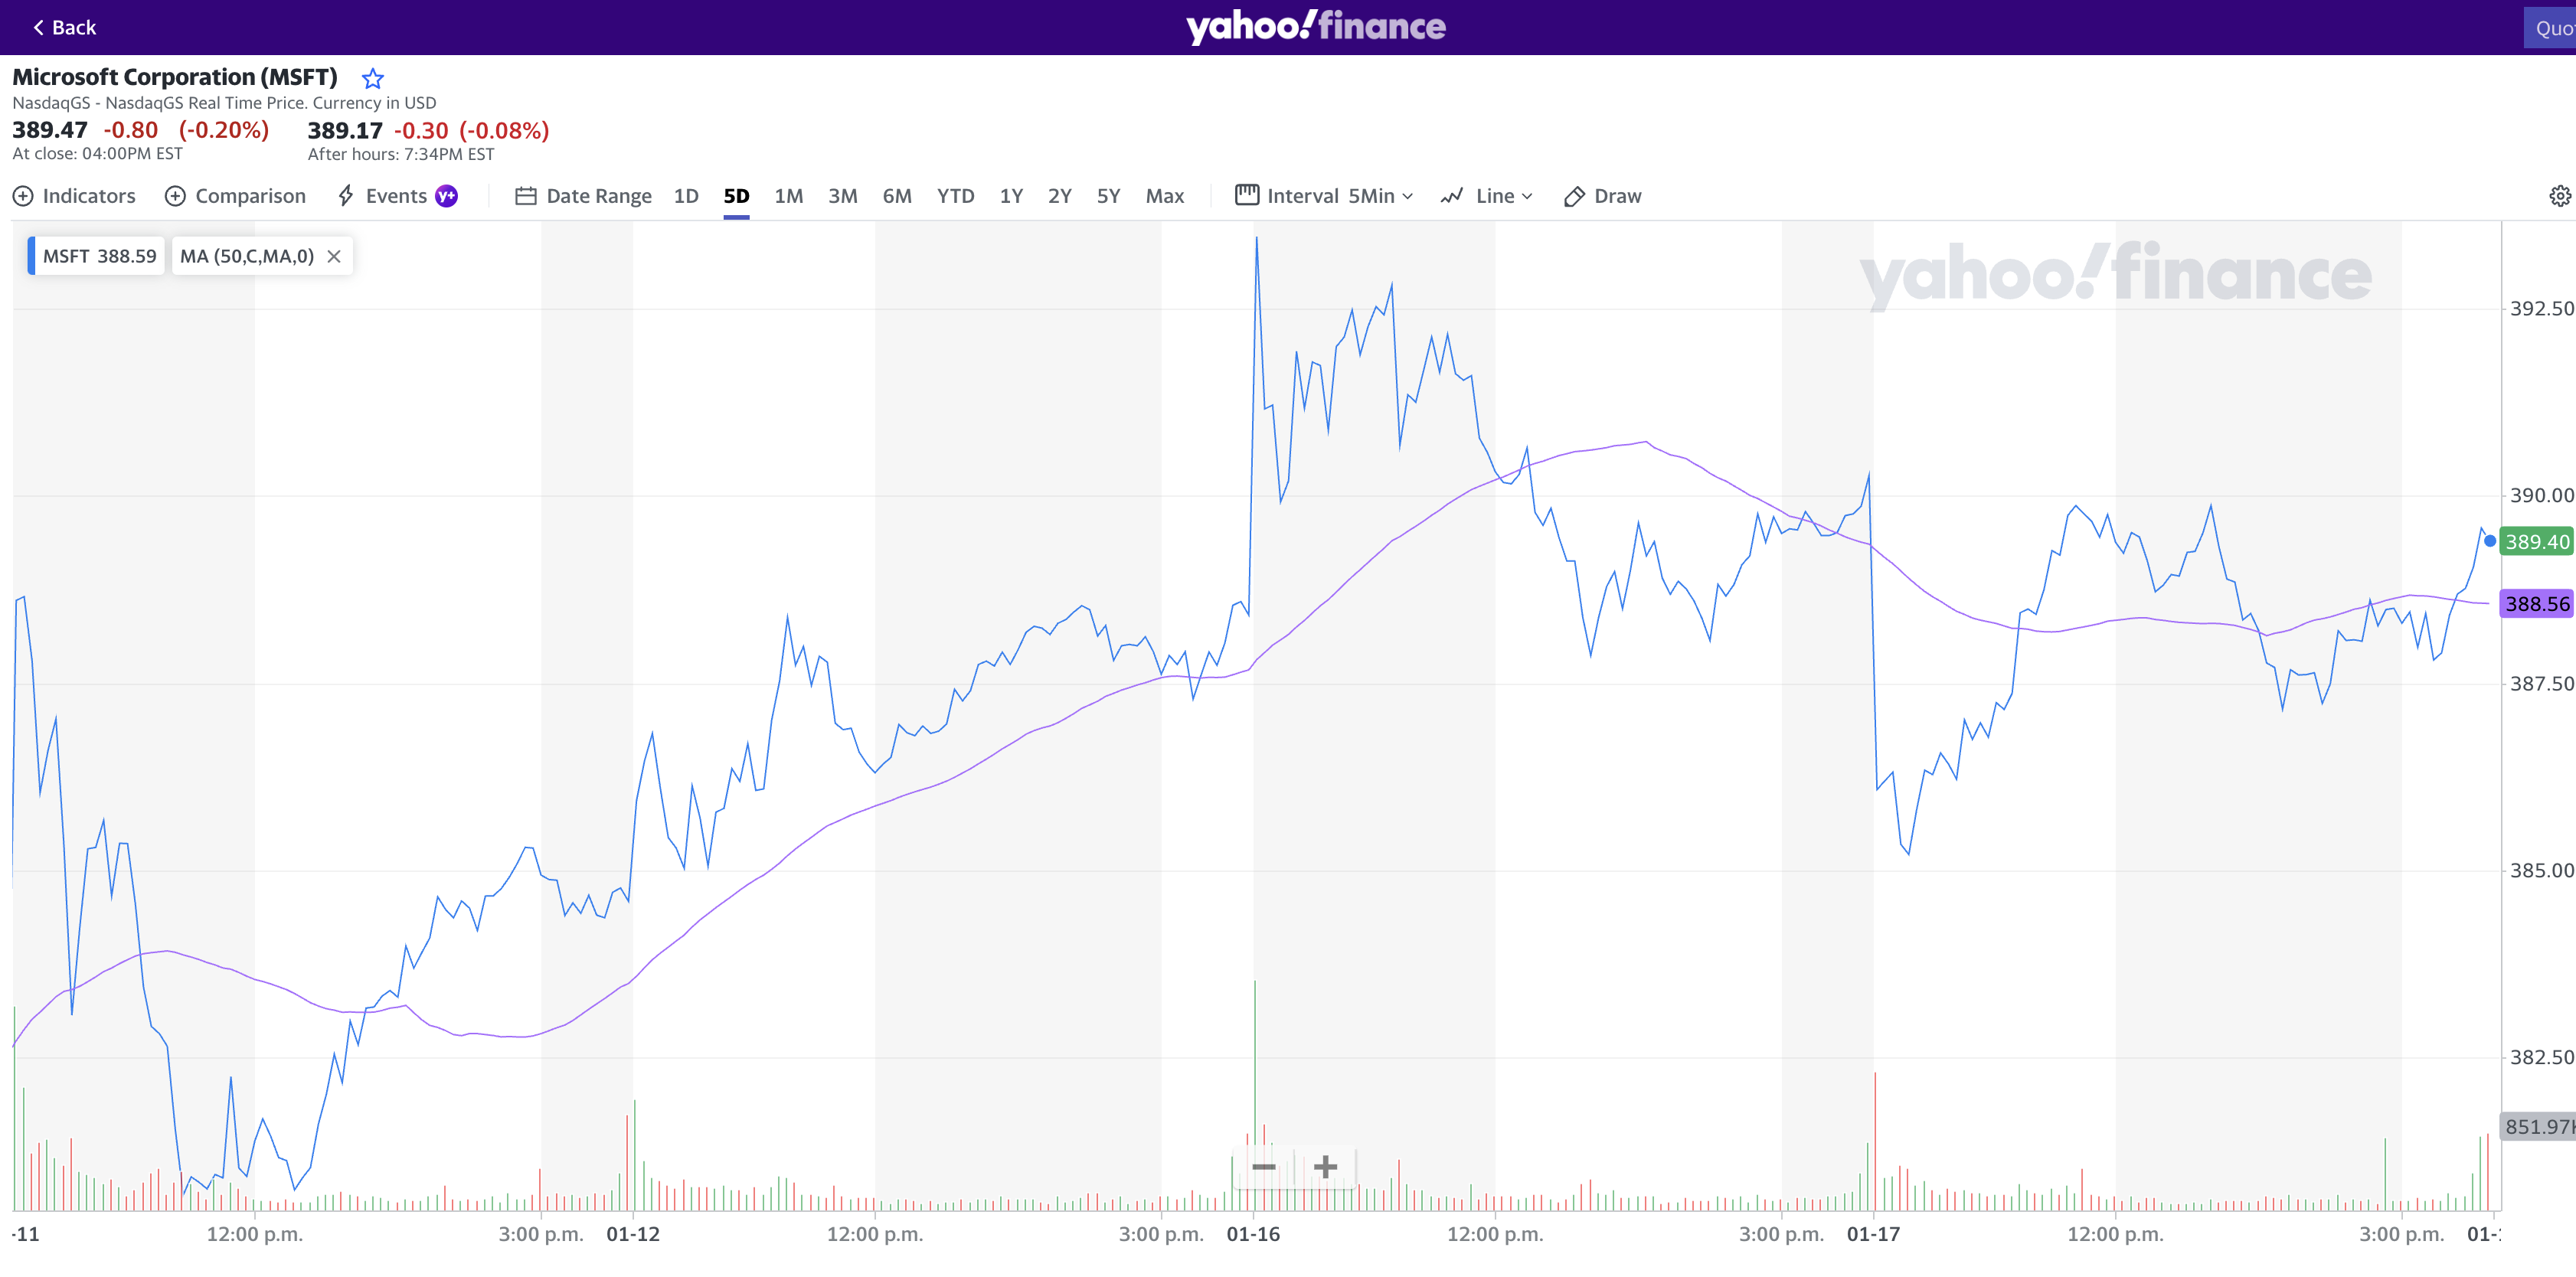 Back
yahoo!finance
Quo
Microsoft Corporation (MSFT)
NasdaqGS - NasdaqGS Real Time Price. Currency in USD
389.47 -0.80 (-0.20%) 389.17 -0.30 (-0.08%)
At close: 04:00PM EST After hours: 7:34PM EST
Indicators Comparison Events y+ Date Range 1D 5D 1M 3M 6M YTD 1Y 2Y 5Y Max Interval 5Min Line Draw
MSFT 388.59 MA (50,C,MA,0)
yahoo!finance
392.50
390.00
389.40
388.56
387.50
385.00
382.50
851.97
-11 12:00 p.m. 3:00 p.m. 01-12 12:00 p.m. 3:00 p.m. 01-16 12:00 p.m. 3:00 p.m. 01-17 12:00 p.m. 3:00 p.m. 01-